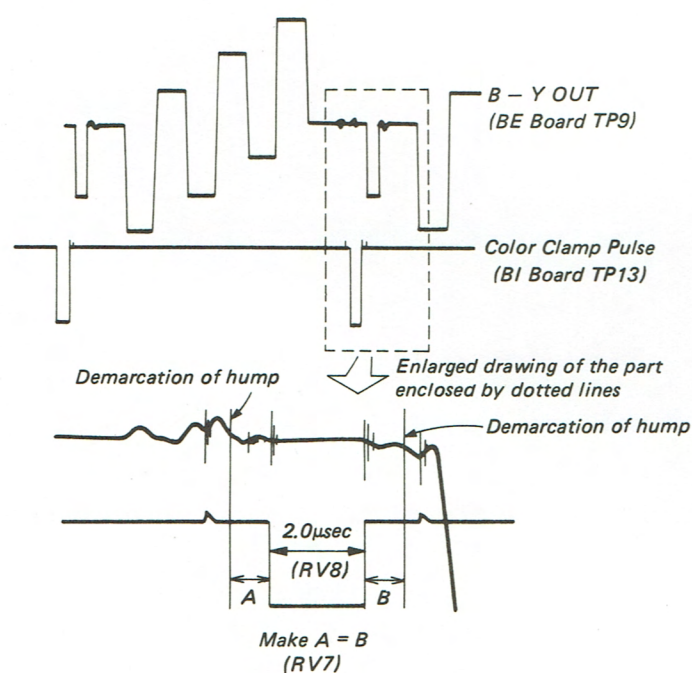 B – Y OUT
(BE Board TP9)
Color Clamp Pulse
(BI Board TP13)
Enlarged drawing of the part
enclosed by dotted lines
Demarcation of hump
Demarcation of hump
2.0μsec
(RV8)
A
B
Make A = B
(RV7)